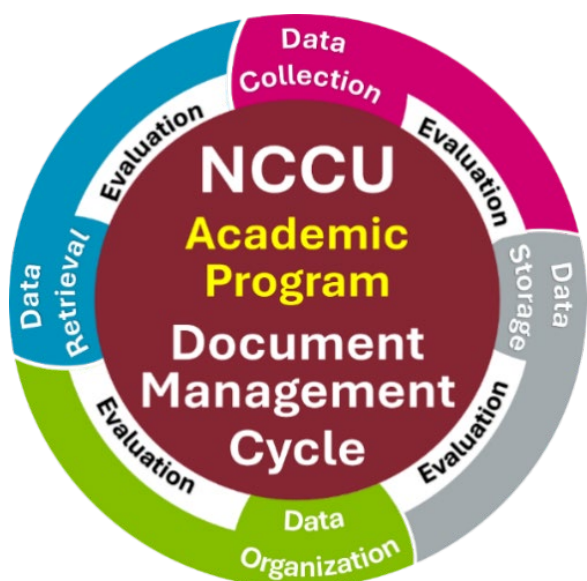 Data
Collection
Evaluation
Data
Storage
Evaluation
Data
Organization
Evaluation
Data
Retrieval
Evaluation
NCCU
Academic
Program
Document
Management
Cycle